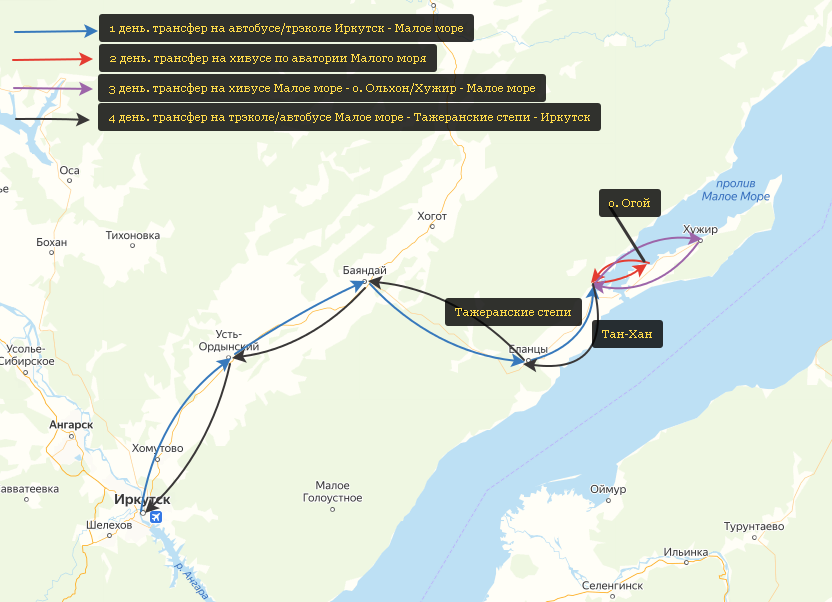 1 день. трансфер на автобусе/трэколе Иркутск - Малое море
2 день. трансфер на хивусе по аватории Малого моря
3 день. трансфер на хивусе Малое море - о. Ольхон/Хужир - Малое море
4 день. трансфер на трэколе/автобусе Малое море - Тажеранские степи - Иркутск
Оса
ье
пролив
Малое Море
о. Огой
Хогот
Хужир
Тихоновка
Бохан
Баяндай
Тажеранские степи
Тан-Хан
Усть-
Ордынский
Еланцы
Усолье-
Сибирское
Ангарск
Хомутово
Малое
Голоустное
савватеевка
Иркутск
Оймур
Шелехов
Турунтаево
Ильинка
р. Ангара
Селенгинск